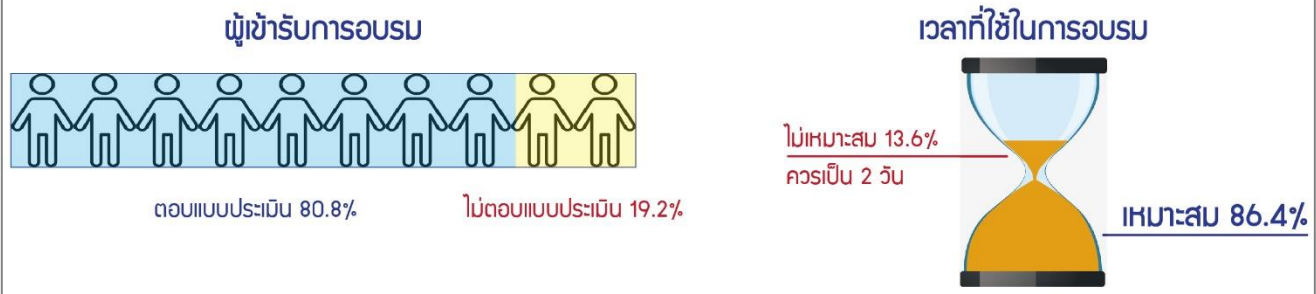 ผู้เข้ารับการอบรม
ตอบแบบประเมิน 80.8%
ไม่ตอบแบบประเมิน 19.2%
เวลาที่ใช้ในการอบรม
ไม่เหมาะสม 13.6%
ควรเป็น 2 วัน
เหมาะสม 86.4%